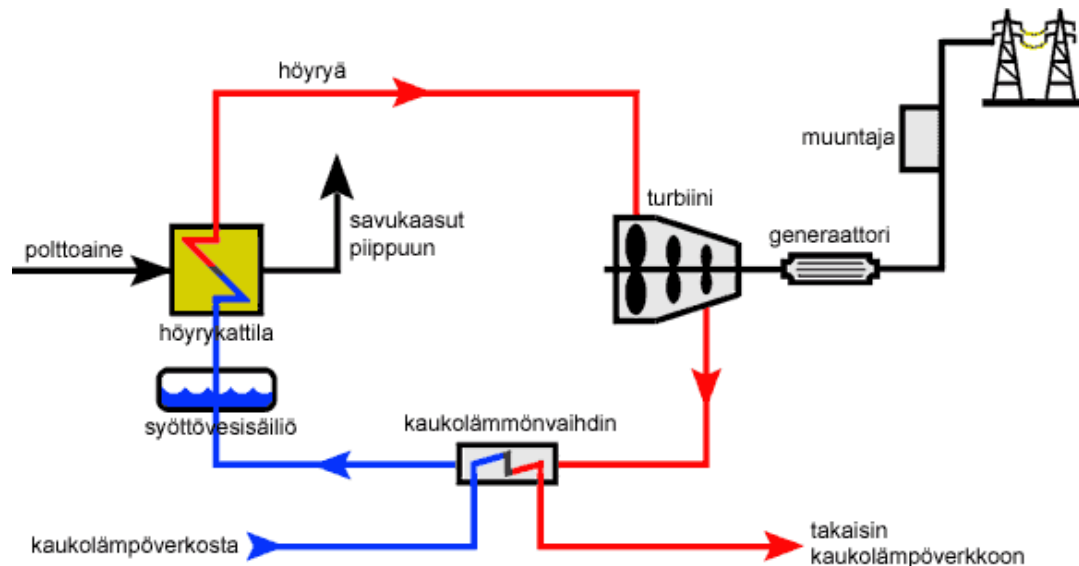 höyryä
muuntaja
savukaasut
piippuun
turbiini
polttoaine
generaattori
höyrykattila
syöttövesisäiliö
kaukolämmönvaihdin
kaukolämpöverkosta
takaisin
kaukolämpöverkkoon